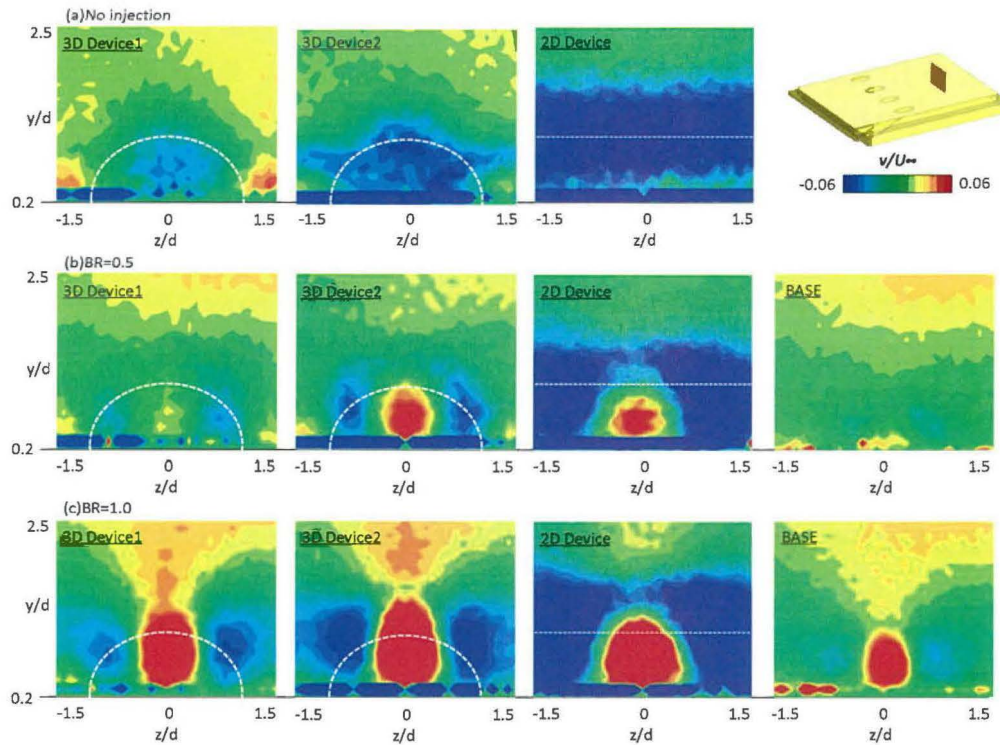 (a)No injection
2.5
3D Device1
3D Device2
2D Device
y/d
0.2
-1.5 0 1.5
-1.5 0 1.5
-1.5 0 1.5
z/d
z/d
z/d
v/U∞
-0.06 0.06
(b)BR=0.5
2.5
3D Device1
3D Device2
2D Device
BASE
y/d
0.2
-1.5 0 1.5
-1.5 0 1.5
-1.5 0 1.5
-1.5 0 1.5
z/d
z/d
z/d
z/d
(c)BR=1.0
2.5
3D Device1
3D Device2
2D Device
BASE
y/d
0.2
-1.5 0 1.5
-1.5 0 1.5
-1.5 0 1.5
-1.5 0 1.5
z/d
z/d
z/d
z/d